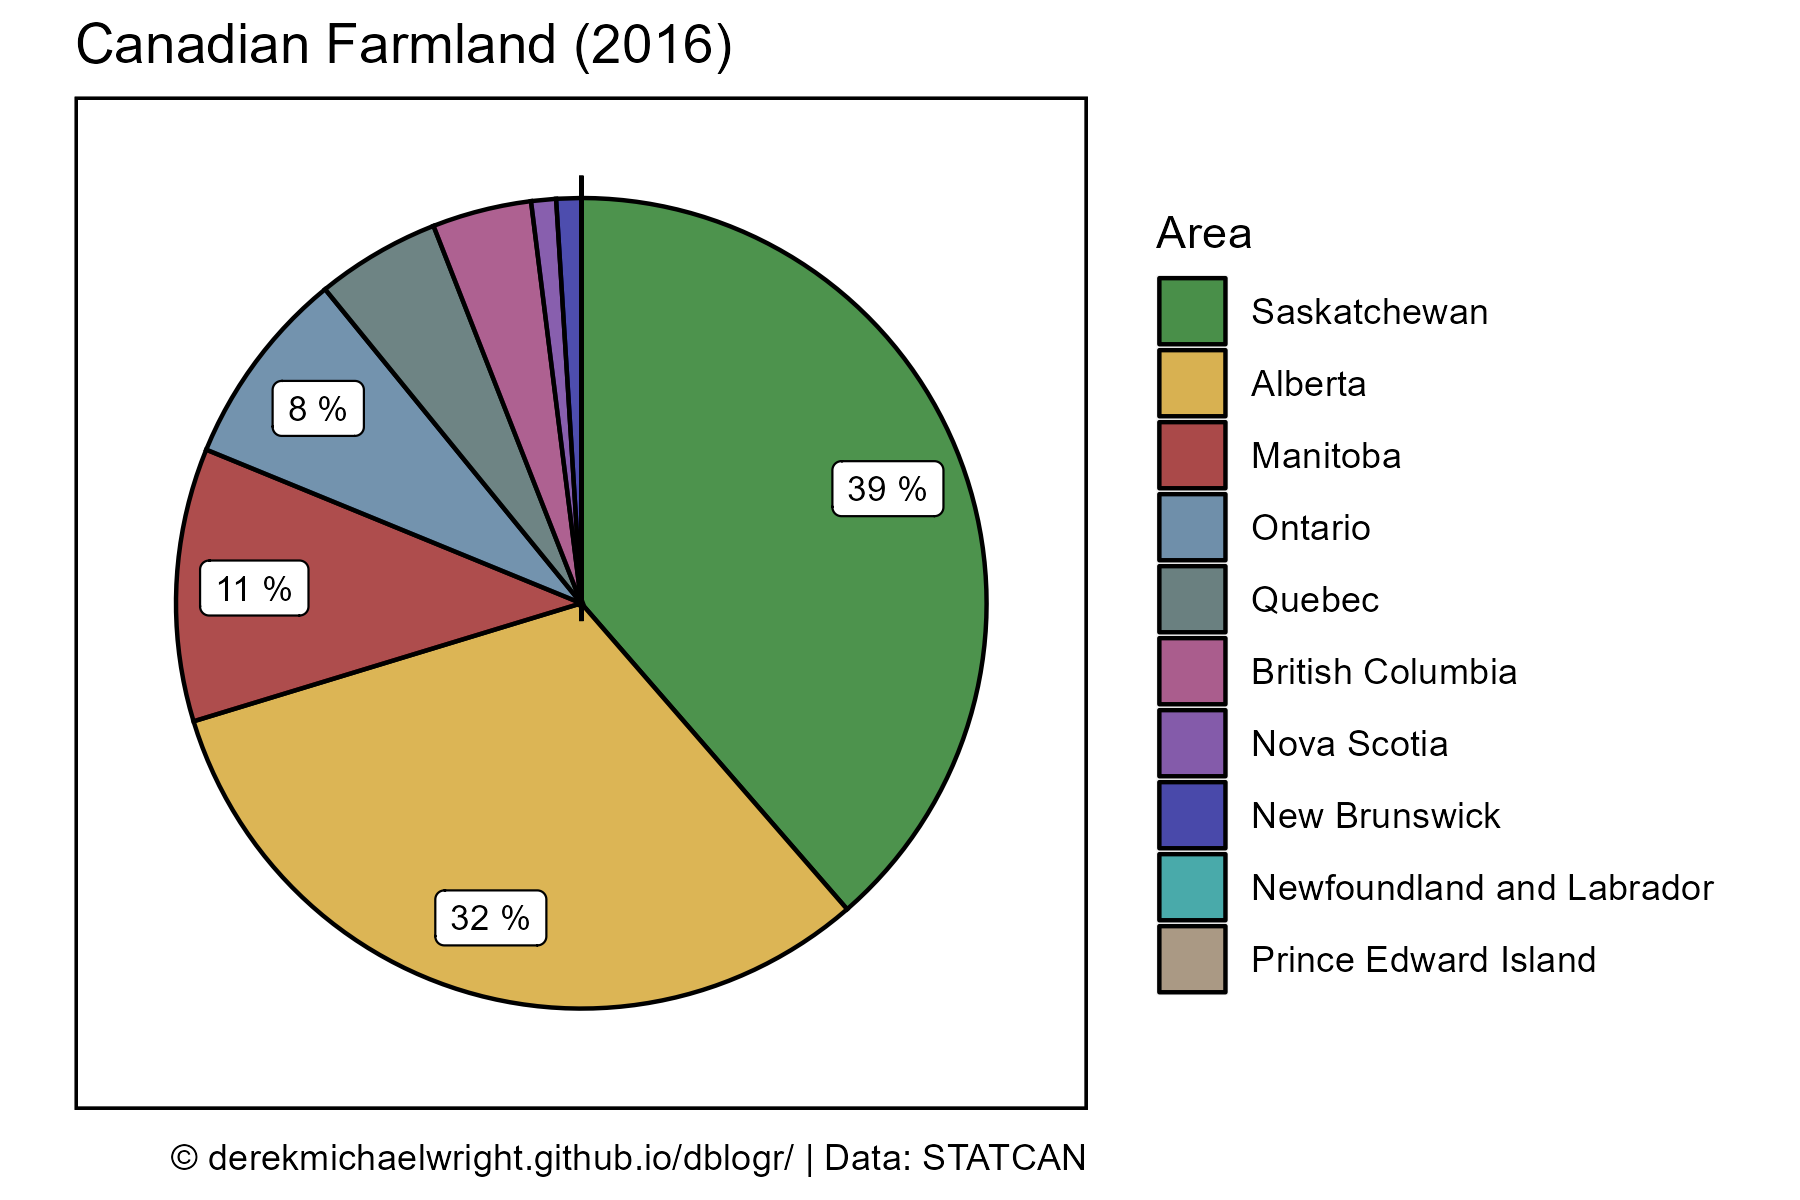 Canadian Farmland (2016)
39 %
8 %
11 %
32 %
Area
Saskatchewan
Alberta
Manitoba
Ontario
Quebec
British Columbia
Nova Scotia
New Brunswick
Newfoundland and Labrador
Prince Edward Island
© derekmichaelwright.github.io/dblogr/ | Data: STATCAN